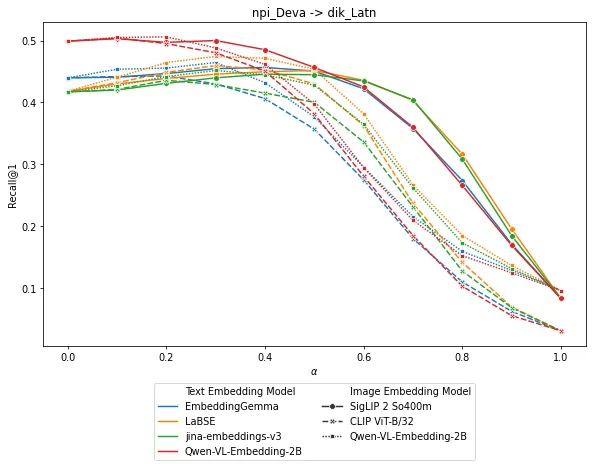 npi_Deva -> dik_Latn
Recall@1
0.5
0.4
0.3
0.2
0.1
0.0 0.2 0.4 0.6 0.8 1.0
α
Text Embedding Model
EmbeddingGemma
LaBSE
jina-embeddings-v3
Qwen-VL-Embedding-2B
Image Embedding Model
SigLIP 2 So400m
CLIP ViT-B/32
Qwen-VL-Embedding-2B